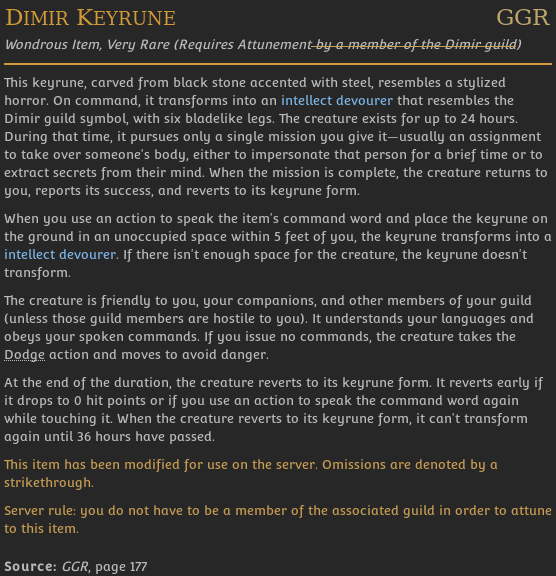 DIMIR KEYRUNE GGR
Wondrous Item, Very Rare (Requires Attunement by a member of the Dimir guild)
This keyrune, carved from black stone accented with steel, resembles a stylized
horror. On command, it transforms into an intellect devourer that resembles the
Dimir guild symbol, with six bladelike legs. The creature exists for up to 24 hours.
During that time, it pursues only a single mission you give it—usually an assignment
to take over someone's body, either to impersonate that person for a brief time or to
extract secrets from their mind. When the mission is complete, the creature returns to
you, reports its success, and reverts to its keyrune form.
When you use an action to speak the item's command word and place the keyrune on
the ground in an unoccupied space within 5 feet of you, the keyrune transforms into a
intellect devourer. If there isn't enough space for the creature, the keyrune doesn't
transform.
The creature is friendly to you, your companions, and other members of your guild
(unless those guild members are hostile to you). It understands your languages and
obeys your spoken commands. If you issue no commands, the creature takes the
Dodge action and moves to avoid danger.
At the end of the duration, the creature reverts to its keyrune form. It reverts early if
it drops to 0 hit points or if you use an action to speak the command word again
while touching it. When the creature reverts to its keyrune form, it can't transform
again until 36 hours have passed.
This item has been modified for use on the server. Omissions are denoted by a
strikethrough.
Server rule: you do not have to be a member of the associated guild in order to attune
to this item.
Source: GGR, page 177